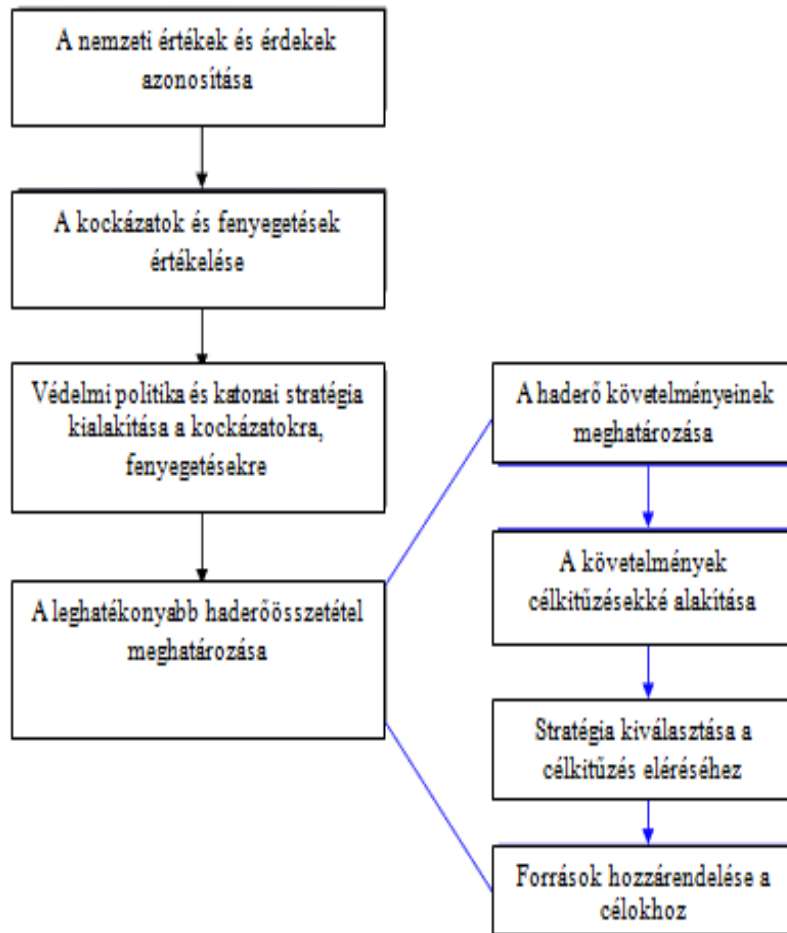 A nemzeti értékek és érdekek
azonosítása
A kockázatok és fenyegetések
értékelése
Védelmi politika és katonai stratégia
kialakítása a kockázatokra,
fenyegetésekre
A leghatékonyabb haderőösszetétel
meghatározása
A haderő követelményeinek
meghatározása
A követelmények
célkitűzésekké alakítása
Stratégia kiválasztása a
célkitűzés eléréséhez
Források hozzárendelése a
célokhoz